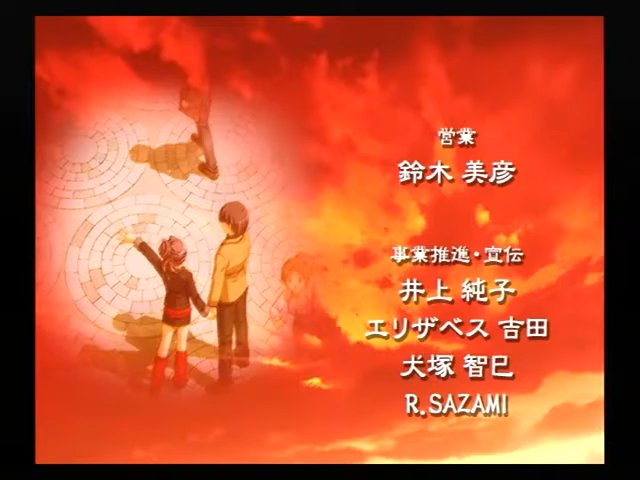 営業
鈴木 美彦
事業推進・宣伝
井上 純子
エリザベス 吉田
犬塚 智巳
R.SAZAMI